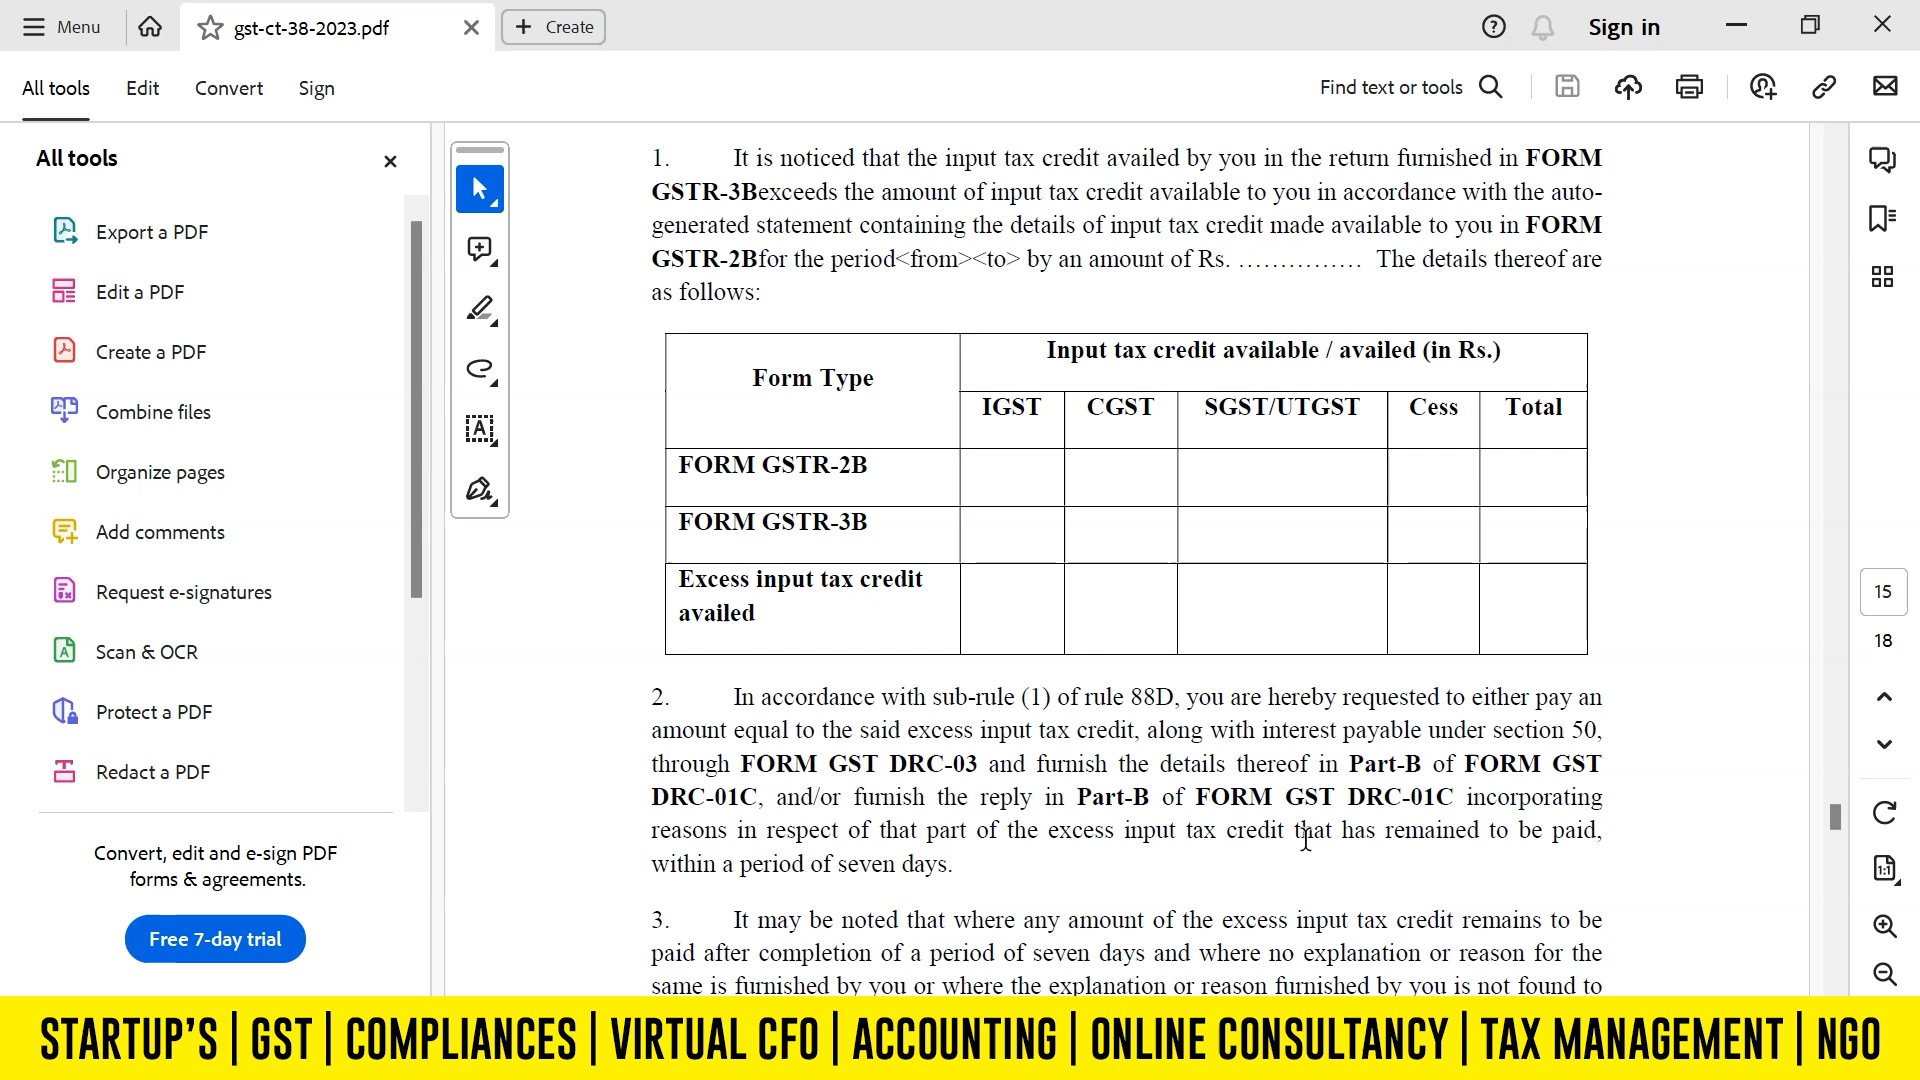 Menu
gst-ct-38-2023.pdf
+ Create
Sign in
All tools
Edit
Convert
Sign
Find text or tools
All tools
Export a PDF
Edit a PDF
Create a PDF
Combine files
Organize pages
Add comments
Request e-signatures
Scan & OCR
Protect a PDF
Redact a PDF
Convert, edit and e-sign PDF
forms & agreements.
Free 7-day trial
1. It is noticed that the input tax credit availed by you in the return furnished in FORM
GSTR-3Bexceeds the amount of input tax credit available to you in accordance with the auto-
generated statement containing the details of input tax credit made available to you in FORM
GSTR-2Bfor the period<from><to> by an amount of Rs. ............... The details thereof are
as follows:
Form Type
Input tax credit available / availed (in Rs.)
IGST CGST SGST/UTGST Cess Total
FORM GSTR-2B
FORM GSTR-3B
Excess input tax credit
availed
2. In accordance with sub-rule (1) of rule 88D, you are hereby requested to either pay an
amount equal to the said excess input tax credit, along with interest payable under section 50,
through FORM GST DRC-03 and furnish the details thereof in Part-B of FORM GST
DRC-01C, and/or furnish the reply in Part-B of FORM GST DRC-01C incorporating
reasons in respect of that part of the excess input tax credit that has remained to be paid,
within a period of seven days.
3. It may be noted that where any amount of the excess input tax credit remains to be
paid after completion of a period of seven days and where no explanation or reason for the
same is furnished by you or where the explanation or reason furnished by you is not found to
15
18
1:1
STARTUP'S | GST | COMPLIANCES | VIRTUAL CFO | ACCOUNTING | ONLINE CONSULTANCY | TAX MANAGEMENT | NGO